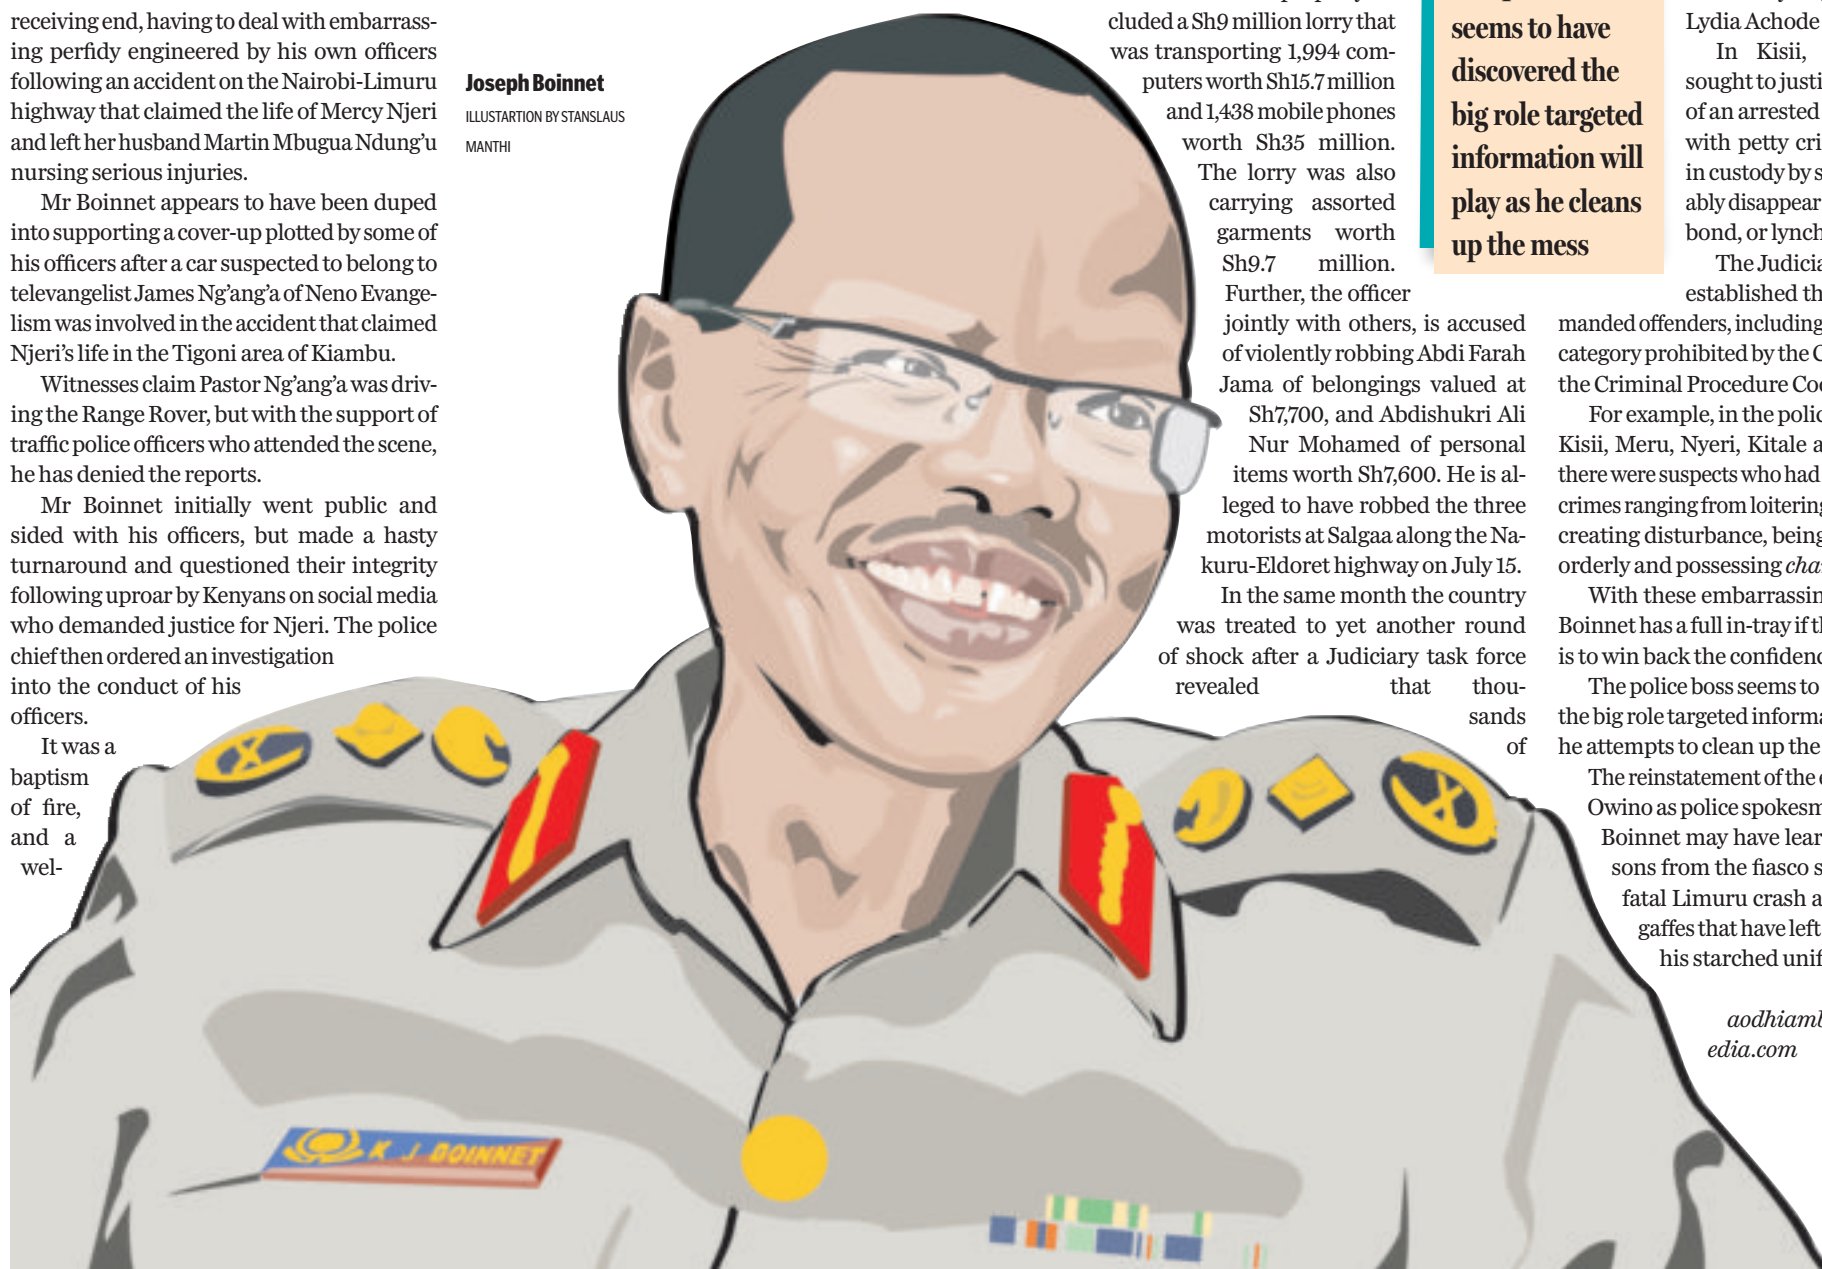 receiving end, having to deal with embarrass-
ing perfidy engineered by his own officers
following an accident on the Nairobi-Limuru
highway that claimed the life of Mercy Njeri
and left her husband Martin Mbugua Ndung’u
nursing serious injuries.
Mr Boinnet appears to have been duped
into supporting a cover-up plotted by some of
his officers after a car suspected to belong to
televangelist James Ng’ang’a of Neno Evange-
lism was involved in the accident that claimed
Njeri’s life in the Tigoni area of Kiambu.
Witnesses claim Pastor Ng’ang’a was driv-
ing the Range Rover, but with the support of
traffic police officers who attended the scene,
he has denied the reports.
Mr Boinnet initially went public and
sided with his officers, but made a hasty
turnaround and questioned their integrity
following uproar by Kenyans on social media
who demanded justice for Njeri. The police
chief then ordered an investigation
into the conduct of his
officers.
It was a
baptism
of fire,
and a
wel-
Joseph Boinnet
ILLUSTARTION BY STANSLAUS
MANTHI
K J BOINNET
cluded a Sh9 million lorry that
was transporting 1,994 com-
puters worth Sh15.7 million
and 1,438 mobile phones
worth Sh35 million.
The lorry was also
carrying assorted
garments worth
Sh9.7 million.
Further, the officer
jointly with others, is accused
of violently robbing Abdi Farah
Jama of belongings valued at
Sh7,700, and Abdishukri Ali
Nur Mohamed of personal
items worth Sh7,600. He is al-
leged to have robbed the three
motorists at Salgaa along the Na-
kuru-Eldoret highway on July 15.
In the same month the country
was treated to yet another round
of shock after a Judiciary task force
revealed that thou-
sands
of
seems to have
discovered the
big role targeted
information will
play as he cleans
up the mess
Lydia Achode
In Kisii,
sought to justi
of an arrested
with petty cri
in custody by s
ably disappear
bond, or lynch
The Judicia
established th
manded offenders, including
category prohibited by the C
the Criminal Procedure Coo
For example, in the polic
Kisii, Meru, Nyeri, Kitale a
there were suspects who had
crimes ranging from loitering
creating disturbance, being
orderly and possessing chan
With these embarrassin
Boinnet has a full in-tray if th
is to win back the confidenc
The police boss seems to
the big role targeted informa
he attempts to clean up the
The reinstatement of the e
Owino as police spokesm
Boinnet may have lear
sons from the fiasco s
fatal Limuru crash a
gaffes that have left
his starched unif
aodhiamb
edia.com